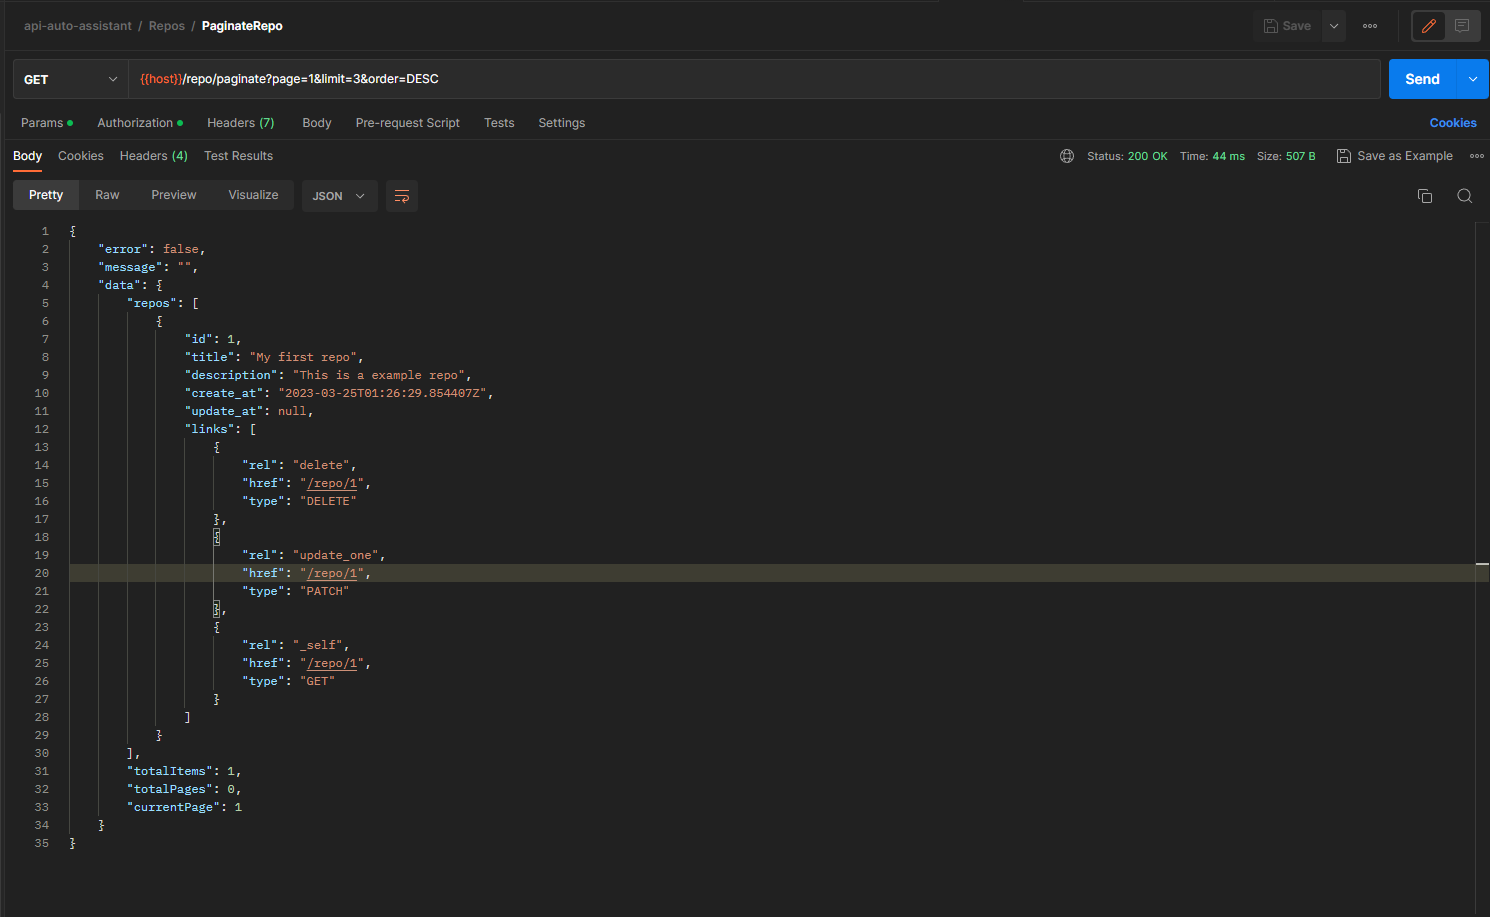 api-auto-assistant / Repos / PaginateRepo
Save
GET
{{host}}/repo/paginate?page=1&limit=3&order=DESC
Send
Params
Authorization
Headers (7)
Body
Pre-request Script
Tests
Settings
Cookies
Body
Cookies
Headers (4)
Test Results
Status: 200 OK
Time: 44 ms
Size: 507 B
Save as Example
Pretty
Raw
Preview
Visualize
JSON
1 {
2 "error": false,
3 "message": "",
4 "data": {
5 "repos": [
6 {
7 "id": 1,
8 "title": "My first repo",
9 "description": "This is a example repo",
10 "create_at": "2023-03-25T01:26:29.854407Z",
11 "update_at": null,
12 "links": [
13 {
14 "rel": "delete",
15 "href": "/repo/1",
16 "type": "DELETE"
17 },
18 {
19 "rel": "update_one",
20 "href": "/repo/1",
21 "type": "PATCH"
22 },
23 {
24 "rel": "_self",
25 "href": "/repo/1",
26 "type": "GET"
27 }
28 ]
29 }
30 ],
31 "totalItems": 1,
32 "totalPages": 0,
33 "currentPage": 1
34 }
35 }